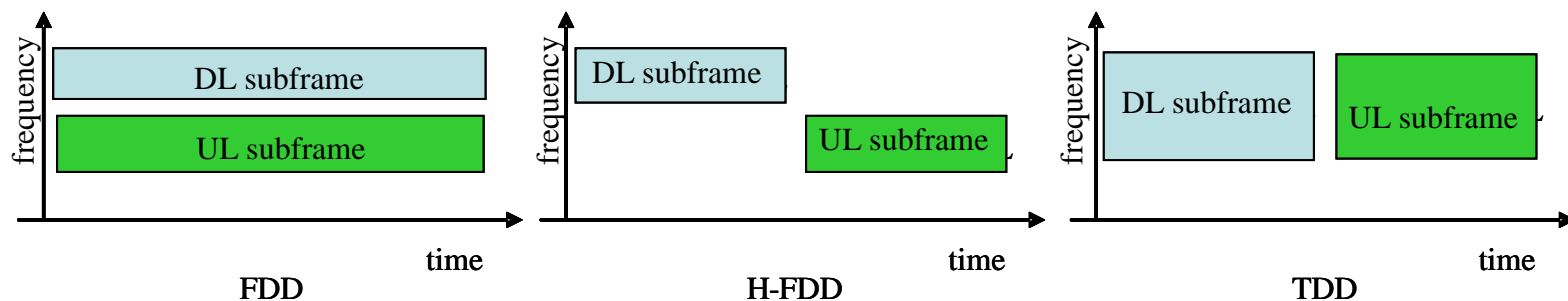 frequency
DL subframe
UL subframe
time
FDD
frequency
DL subframe
UL subframe
time
H-FDD
frequency
DL subframe
UL subframe
time
TDD